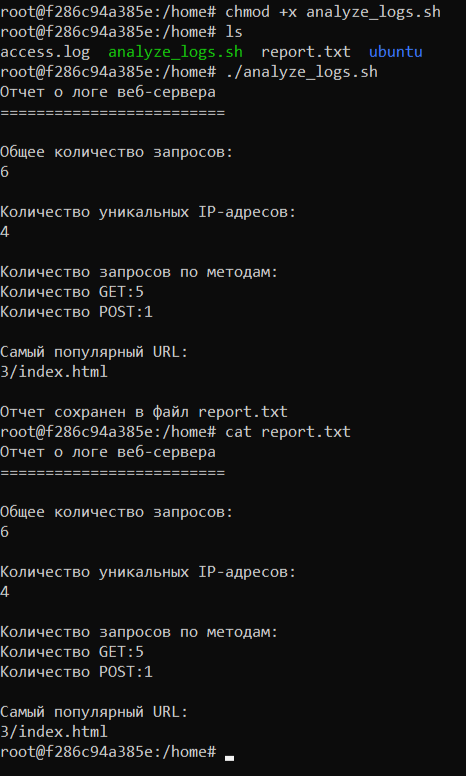 root@f286c94a385e:/home# chmod +x analyze_logs.sh
root@f286c94a385e:/home# ls
access.log  analyze_logs.sh  report.txt  ubuntu
root@f286c94a385e:/home# ./analyze_logs.sh
Отчет о логе веб-сервера
=========================
Общее количество запросов:
6
Количество уникальных IP-адресов:
4
Количество запросов по методам:
Количество GET:5
Количество POST:1
Самый популярный URL:
3/index.html
Отчет сохранен в файл report.txt
root@f286c94a385e:/home# cat report.txt
Отчет о логе веб-сервера
=========================
Общее количество запросов:
6
Количество уникальных IP-адресов:
4
Количество запросов по методам:
Количество GET:5
Количество POST:1
Самый популярный URL:
3/index.html
root@f286c94a385e:/home#